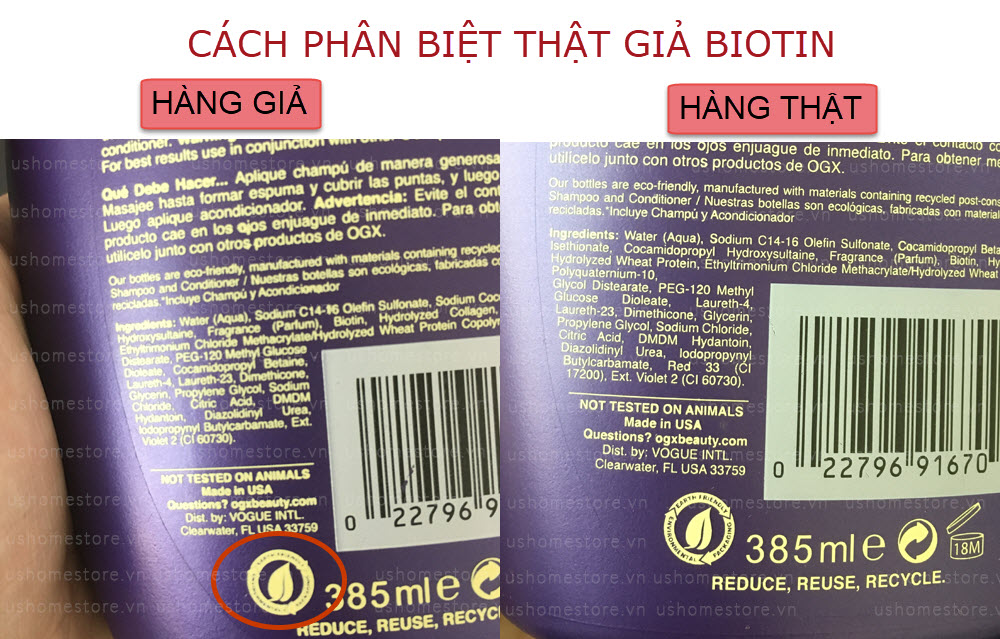 CÁCH PHÂN BIỆT THẬT GIẢ BIOTIN
HÀNG GIẢ
conditioner.
For best results use in conjunction with
Qué Debe Hacer... Aplique champú de manera generosa
Masajee hasta formar espuma y cubrir las puntas, y luego
Luego aplique acondicionador. Advertencia: Evite el cont
producto cae en los ojos enjuague de inmediato. Para obt
utilícelo junto con otros productos de OGX.
Our bottles are eco-friendly, manufactured with materials containing recycled
Shampoo and Conditioner / Nuestras botellas son ecológicas, fabricadas c
recicladas.*Incluye Champú y Acondicionador
Ingredients: Water (Aqua), Sodium C14-16 Olefin Sulfonate, Sodium Coc
Hydroxysultaine, Fragrance (Parfum), Biotin, Hydrolyzed Collagen,
Ethyltrimonium Chloride Methacrylate/Hydrolyzed Wheat Protein Copoly
Distearate, PEG-120 Methyl Glucose
Dioleate, Cocamidopropyl Betaine,
Laureth-4, Laureth-23, Dimethicone,
Glycerin, Propylene Glycol, Sodium
Chloride, Citric Acid, DMDM
Hydantoin, Diazolidinyl Urea,
Iodopropynyl Butylcarbamate, Ext.
Violet 2 (CI 60730).
NOT TESTED ON ANIMALS
Made in USA
Questions? ogxbeauty.com
Dist. by: VOGUE INTL.
Clearwater, FL USA 33759
0 22796 9
385ml e
REDUCE, REUSE, RECYC
HÀNG THẬT
producto cae en los ojos enjuague de inmediato. Para obtener me
utilícelo junto con otros productos de OGX.
Our bottles are eco-friendly, manufactured with materials containing recycled post-cons
Shampoo and Conditioner / Nuestras botellas son ecológicas, fabricadas con material
recicladas.*Incluye Champú y Acondicionador
Ingredients: Water (Aqua), Sodium C14-16 Olefin Sulfonate, Cocamidopropyl Betai
Isethionate, Cocamidopropyl Hydroxysultaine, Fragrance (Parfum), Biotin, Hy
Hydrolyzed Wheat Protein, Ethyltrimonium Chloride Methacrylate/Hydrolyzed Wheat
Polyquaternium-10,
Glycol Distearate, PEG-120 Methyl
Glucose Dioleate, Laureth-4,
Laureth-23, Dimethicone, Glycerin,
Propylene Glycol, Sodium Chloride,
Citric Acid, DMDM Hydantoin,
Diazolidinyl Urea, Iodopropynyl
Butylcarbamate, Red 33 (CI
17200), Ext. Violet 2 (CI 60730).
NOT TESTED ON ANIMALS
Made in USA
Questions? ogxbeauty.com
Dist. by: VOGUE INTL.
Clearwater, FL USA 33759
0 22796 91670
EARTH FRIENDLY
PACKAGING
ENVIRONMENTAL
385ml e
18M
REDUCE, REUSE, RECYCLE.
ushomestore.vn